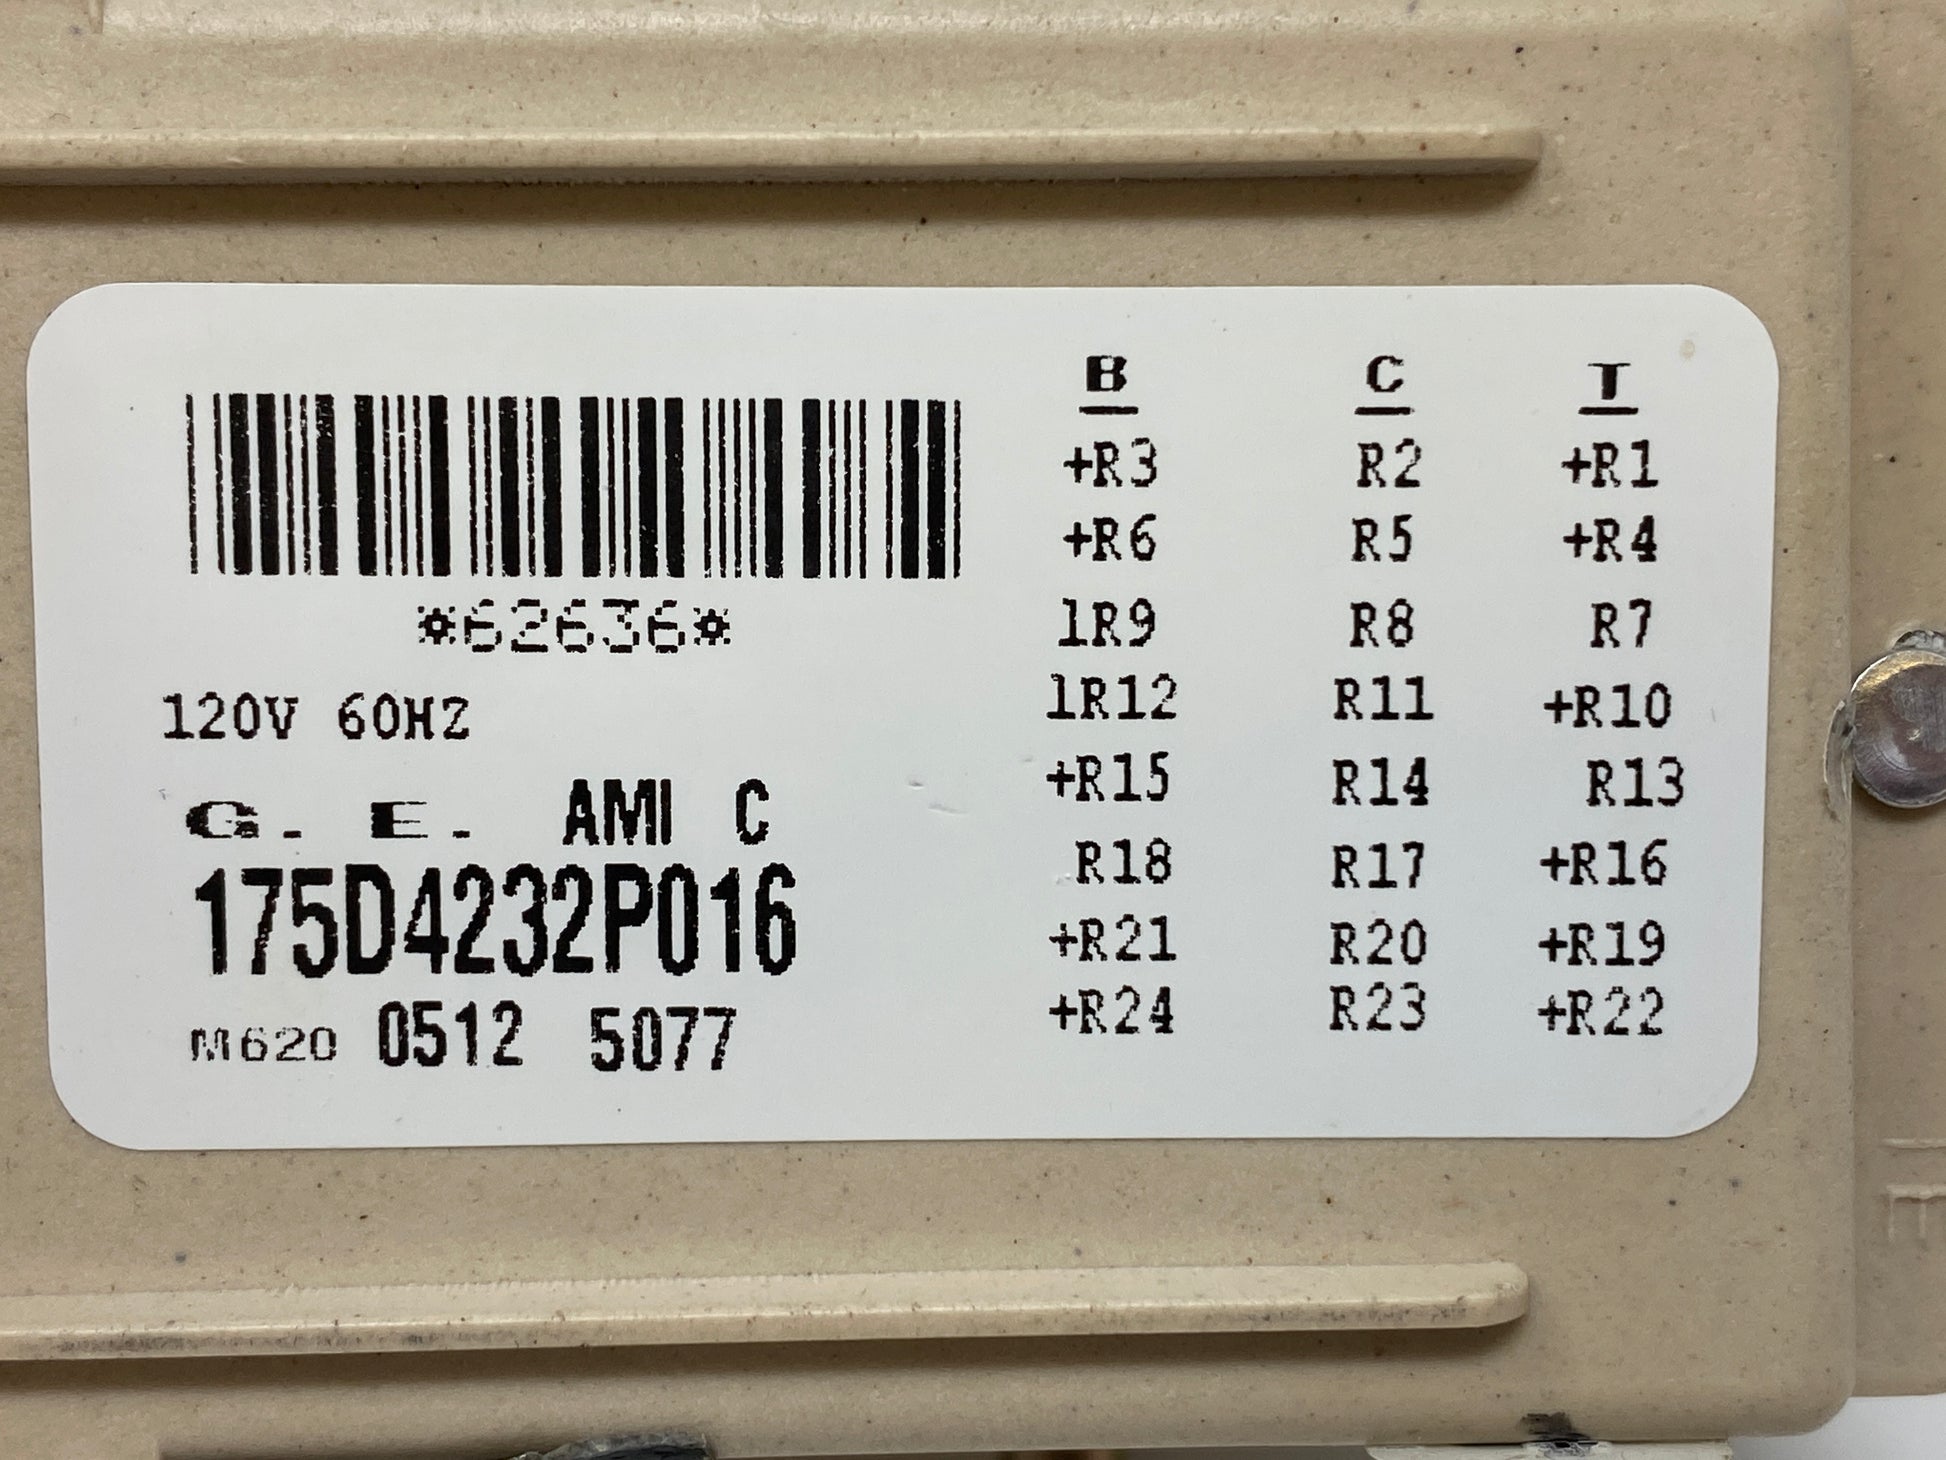 *62636*
120V 60HZ
G. E. AMI C
175D4232P016
M620 0512 5077
B C T
+R3 R2 +R1
+R6 R5 +R4
1R9 R8 R7
1R12 R11 +R10
+R15 R14 R13
R18 R17 +R16
+R21 R20 +R19
+R24 R23 +R22